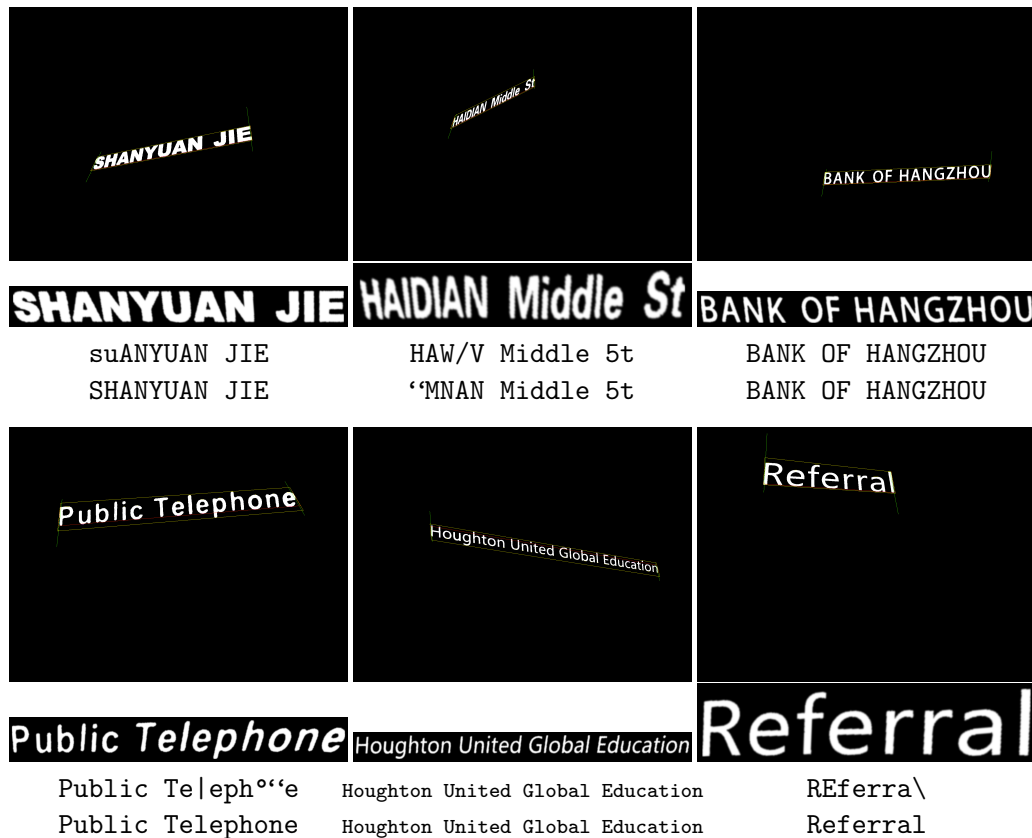 SHANYUAN JIE
HAIDIAN Middle St
BANK OF HANGZHOU
SHANYUAN JIE
HAIDIAN Middle St
BANK OF HANGZHOU
suANYUAN JIE
HAW/V Middle 5t
BANK OF HANGZHOU
SHANYUAN JIE
“MNAN Middle 5t
BANK OF HANGZHOU
Public Telephone
Houghton United Global Education
Referral
Public Telephone
Houghton United Global Education
Referral
Public Te|eph°“e
Houghton United Global Education
REferra\
Public Telephone
Houghton United Global Education
Referral